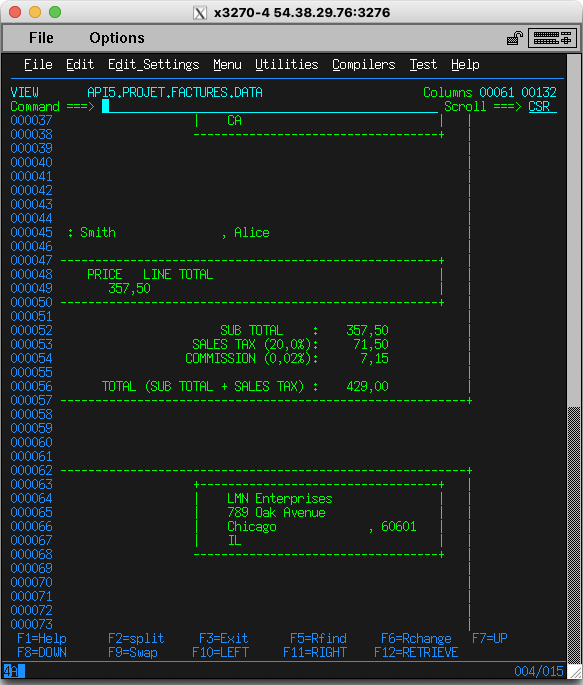 x3270-4 54.38.29.76:3276
File Options
File Edit Edit_Settings Menu Utilities Compilers Test Help
VIEW API5.PROJET.FACTURES.DATA Columns 00061 00132
Command ===> Scroll ===> CSR
000037 | CA | |
000038 ------------------------------------+ |
000039 |
000040 |
000041 |
000042 |
000043 |
000044 |
000045 : Smith , Alice |
000046 |
000047 -------------------------------------------------------+ |
000048 PRICE LINE TOTAL | |
000049 357,50 | |
000050 -------------------------------------------------------+ |
000051 |
000052 SUB TOTAL : 357,50 |
000053 SALES TAX (20,0%): 71,50 |
000054 COMMISSION (0,02%): 7,15 |
000055 |
000056 TOTAL (SUB TOTAL + SALES TAX) : 429,00 |
000057 -----------------------------------------------------------+
000058
000059
000060
000061
000062 -----------------------------------------------------------+
000063 +-----------------------------------+ |
000064 | LMN Enterprises | |
000065 | 789 Oak Avenue | |
000066 | Chicago , 60601 | |
000067 | IL | |
000068 ------------------------------------+ |
000069 |
000070 |
000071 |
000072 |
000073 |
F1=Help F2=split F3=Exit F5=Rfind F6=Rchange F7=UP
F8=DOWN F9=Swap F10=LEFT F11=RIGHT F12=RETRIEVE
4A 004/015